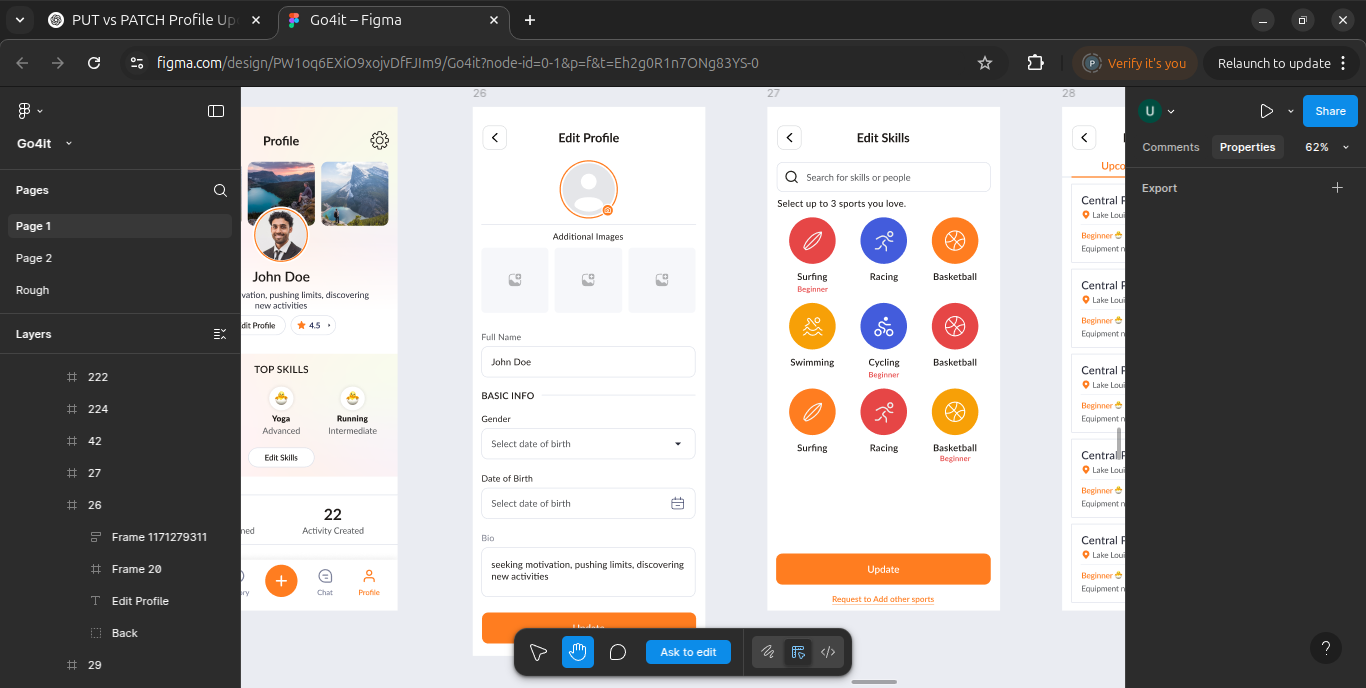 PUT vs PATCH Profile Up
Go4it – Figma
figma.com/design/PW1oq6EXiO9xojvDfFJIm9/Go4it?node-id=0-1&p=f&t=Eh2g0R1n7ONg83YS-0
P
Verify it's you
Relaunch to update
Go4it
Pages
Page 1
Page 2
Rough
Layers
222
224
42
27
26
Frame 1171279311
Frame 20
Edit Profile
Back
29
Profile
John Doe
vation, pushing limits, discovering
new activities
dit Profile
4.5
TOP SKILLS
Yoga
Advanced
Running
Intermediate
Edit Skills
22
ned
Activity Created
ry
Chat
Profile
26
Edit Profile
Additional Images
Full Name
John Doe
BASIC INFO
Gender
Select date of birth
Date of Birth
Select date of birth
Bio
seeking motivation, pushing limits, discovering
new activities
Update
27
Edit Skills
Search for skills or people
Select up to 3 sports you love.
Surfing
Beginner
Racing
Basketball
Swimming
Cycling
Beginner
Basketball
Surfing
Racing
Basketball
Beginner
Update
Request to Add other sports
28
Upco
Central P
Lake Loui
Beginner
Equipment n
Central P
Lake Loui
Beginner
Equipment n
Central P
Lake Loui
Beginner
Equipment n
Central P
Lake Loui
Beginner
Equipment n
Central P
Lake Loui
Beginner
Equipment n
Ask to edit
U
Share
Comments
Properties
62%
Export
?